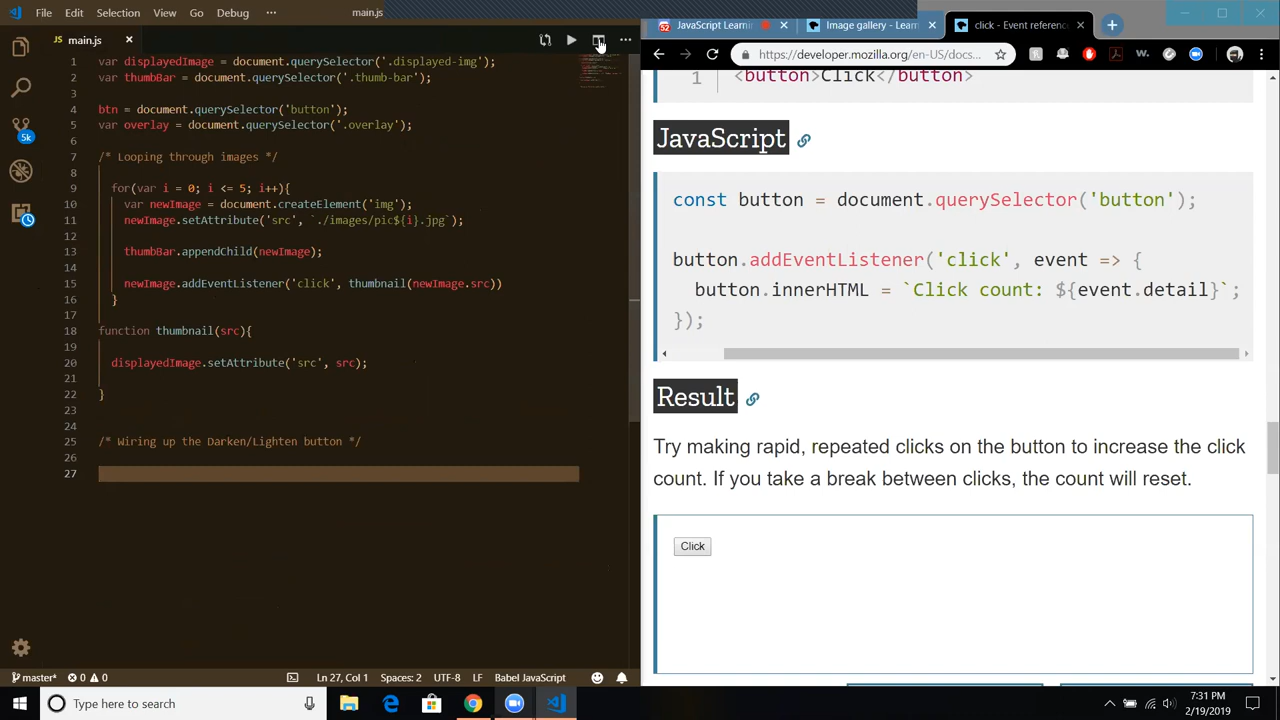 File Edit Selection View Go Debug ··· main.js
JS main.js ×
var displayedImage = document.querySelector('.displayed-img');
2 var thumbBar = document.querySelector('.thumb-bar');
3
4 btn = document.querySelector('button');
5 var overlay = document.querySelector('.overlay');
6
7 /* Looping through images */
8
9 for(var i = 0; i <= 5; i++){
10 var newImage = document.createElement('img');
11 newImage.setAttribute('src', `./images/pic${i}.jpg`);
12
13 thumbBar.appendChild(newImage);
14
15 newImage.addEventListener('click', thumbnail(newImage.src))
16 }
17
18 function thumbnail(src){
19
20 displayedImage.setAttribute('src', src);
21
22 }
23
24
25 /* Wiring up the Darken/Lighten button */
26
27
5k
master* 0 0 Ln 27, Col 1 Spaces: 2 UTF-8 LF Babel JavaScript
JavaScript Learni
Image gallery - Learn
click - Event reference
https://developer.mozilla.org/en-US/docs...
1 <button>Click</button>
JavaScript
const button = document.querySelector('button');
button.addEventListener('click', event => {
button.innerHTML = `Click count: ${event.detail}`;
});
Result
Try making rapid, repeated clicks on the button to increase the click
count. If you take a break between clicks, the count will reset.
Click
Type here to search
7:31 PM
2/19/2019